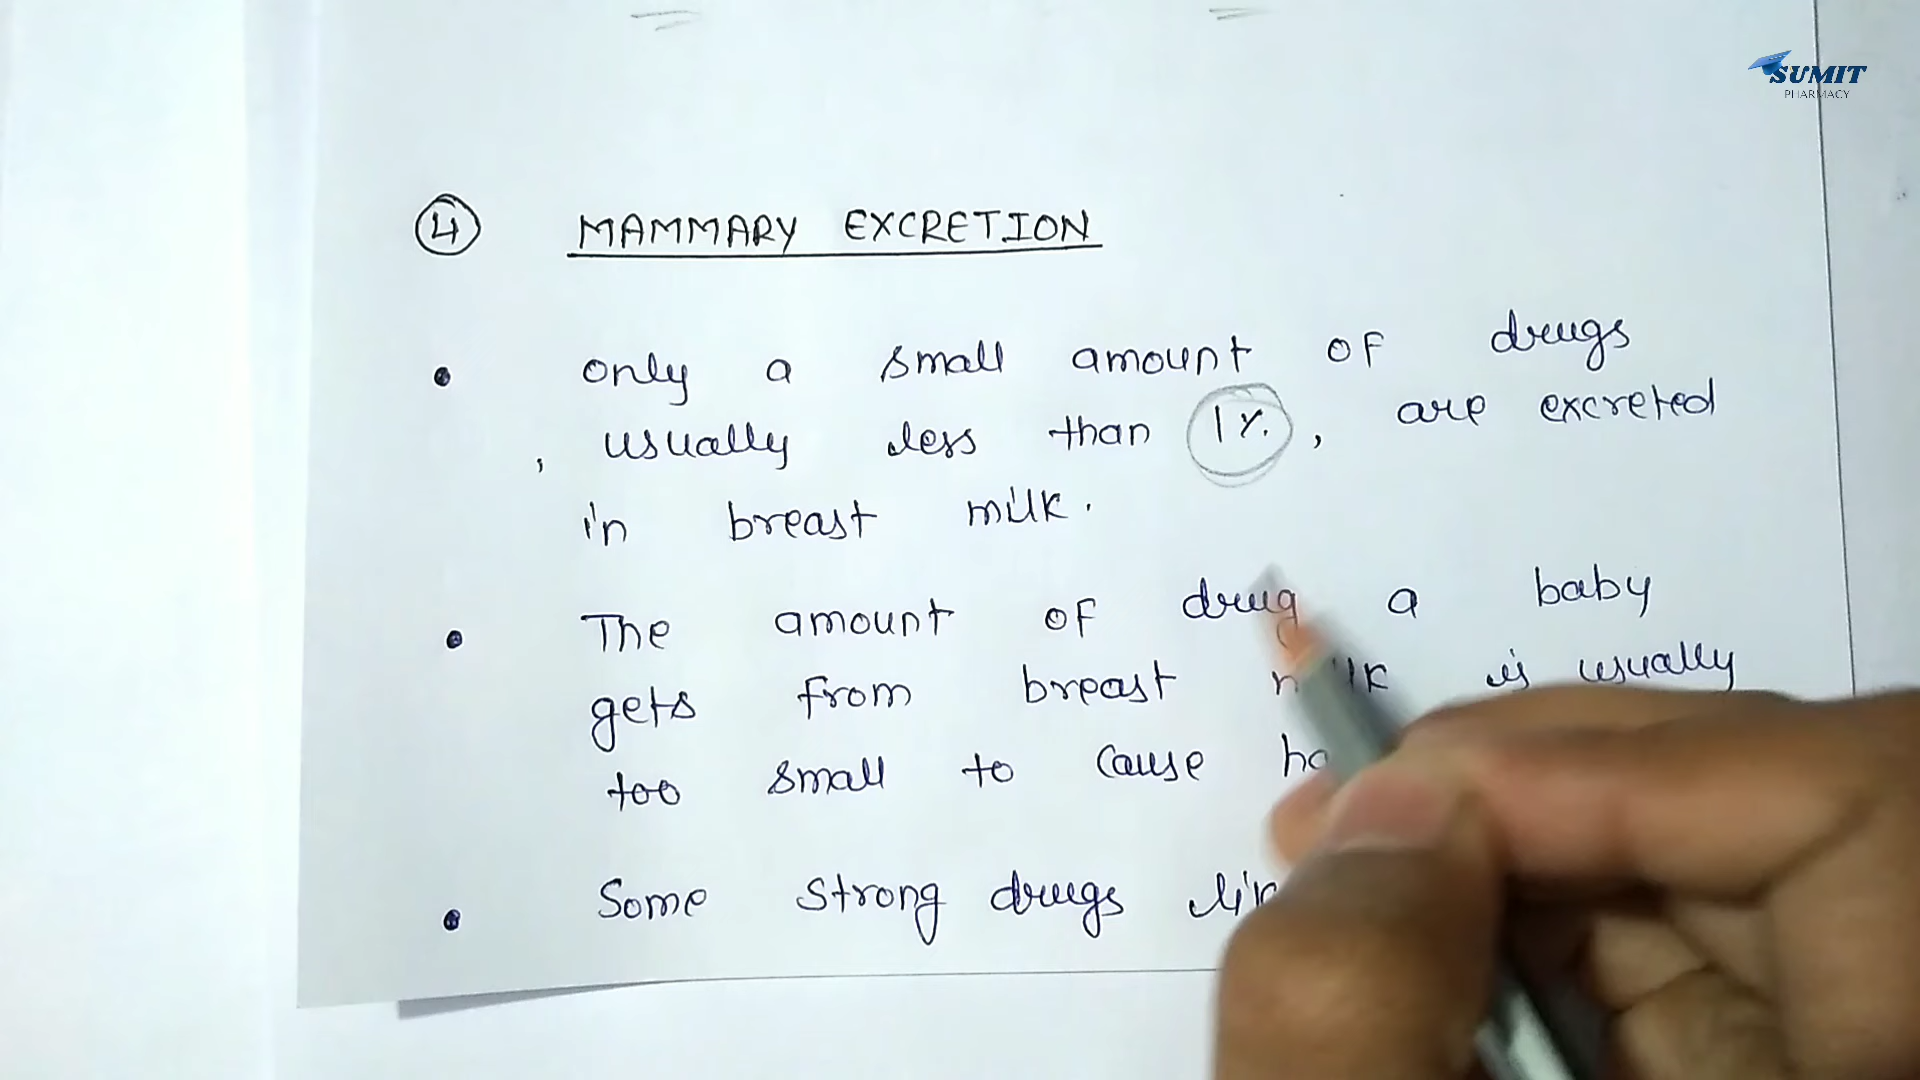 SUMIT
PHARMACY
4 MAMMARY EXCRETION
• only a small amount of drugs
, usually less than 1%, are excreted
in breast milk.
• The amount of drug a baby
gets from breast is usually
too small to cause
• Some strong drugs